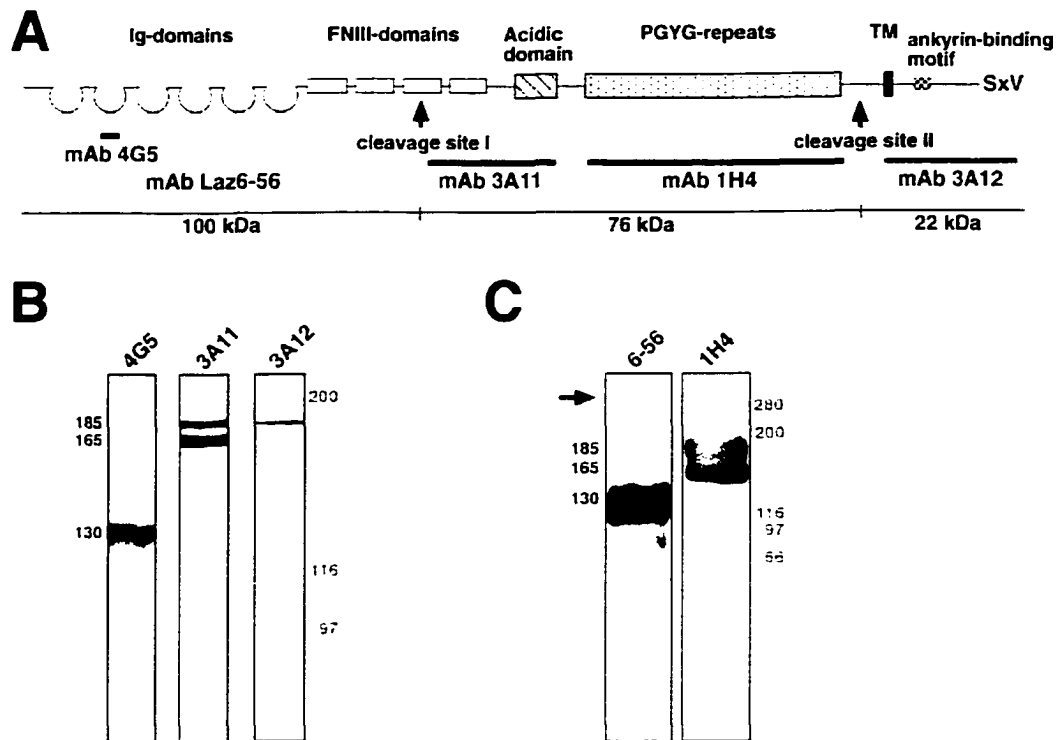 A
Ig-domains
FNIII-domains
Acidic
domain
PGYG-repeats
TM
ankyrin-binding
motif
SxV
mAb 4G5
cleavage site I
cleavage site II
mAb Laz6-56
mAb 3A11
mAb 1H4
mAb 3A12
100 kDa
76 kDa
22 kDa
B
4G5
3A11
3A12
185
165
130
200
116
97
C
6-56
1H4
185
165
130
280
200
116
97
66